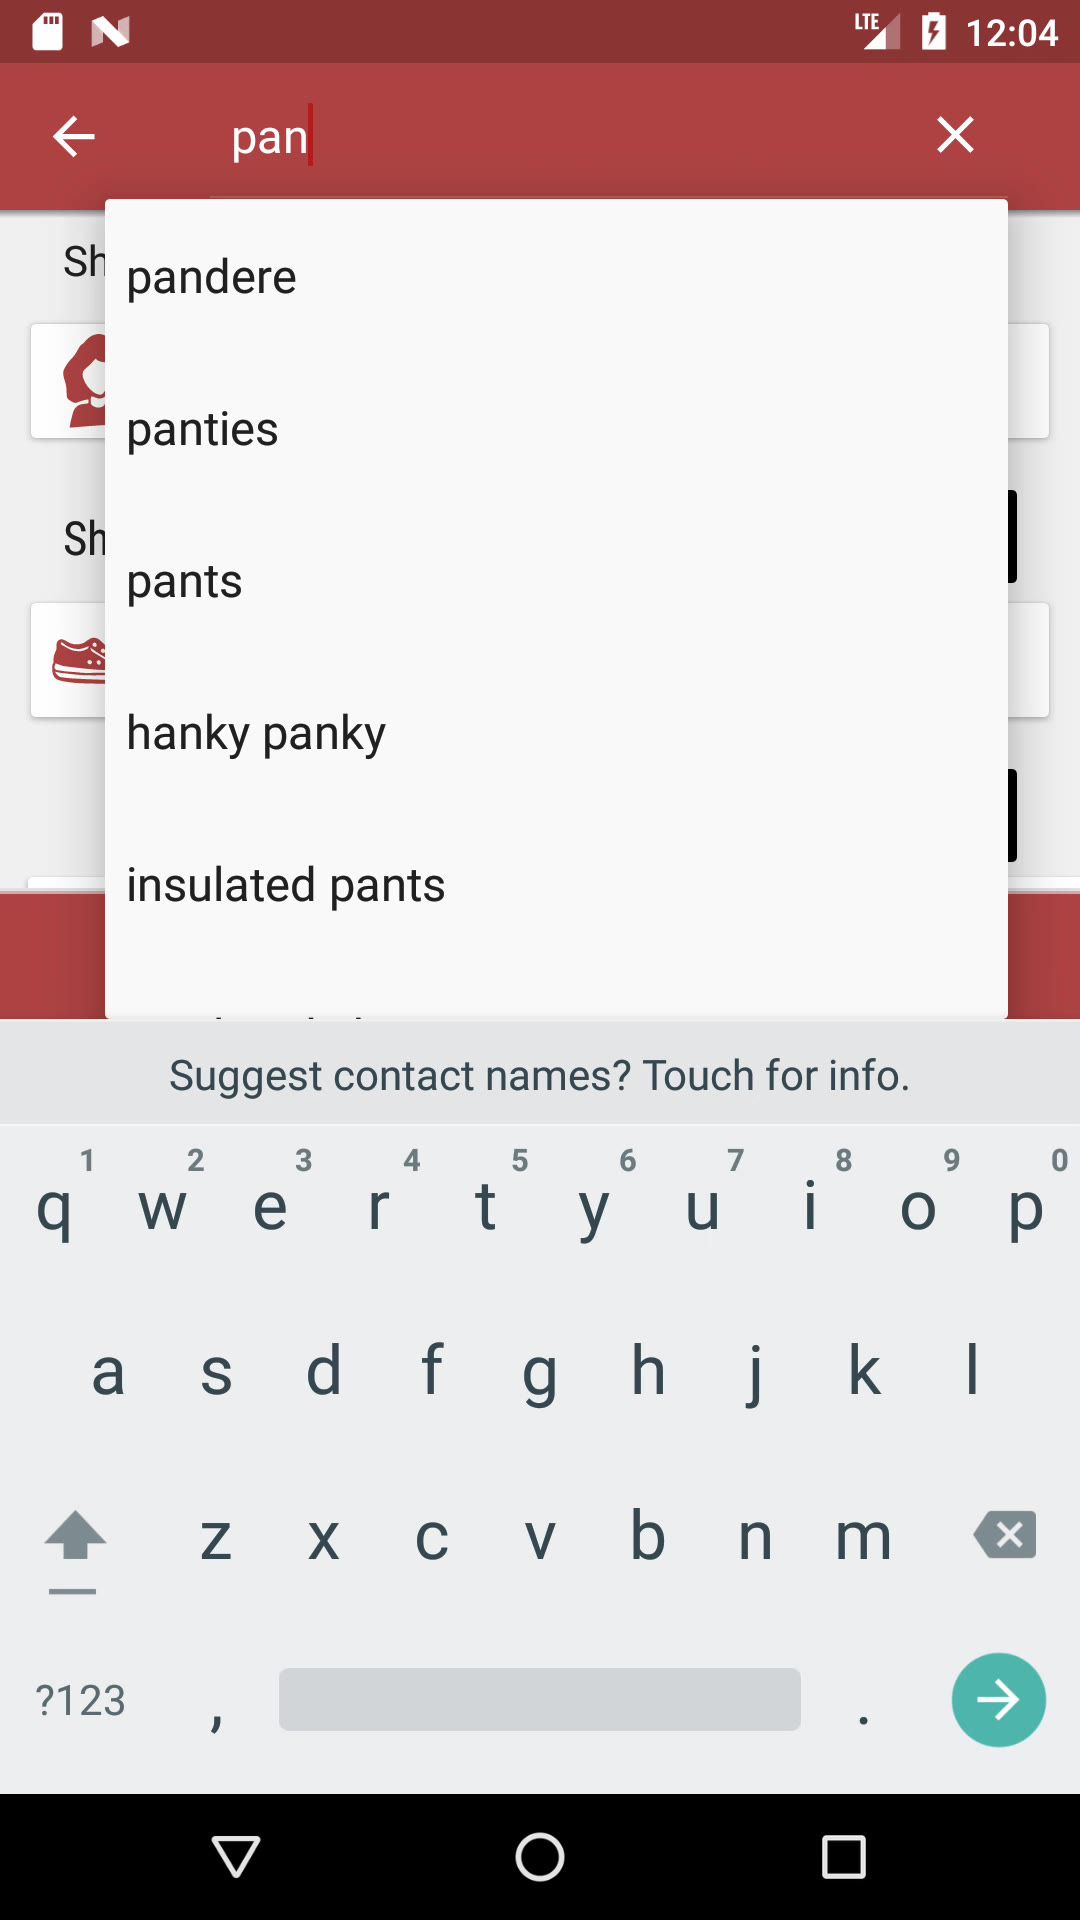 LTE 12:04
pan
Sh
pandere
panties
Sh
pants
hanky panky
insulated pants
Suggest contact names? Touch for info.
1 2 3 4 5 6 7 8 9 0
q w e r t y u i o p
a s d f g h j k l
z x c v b n m
?123 , .